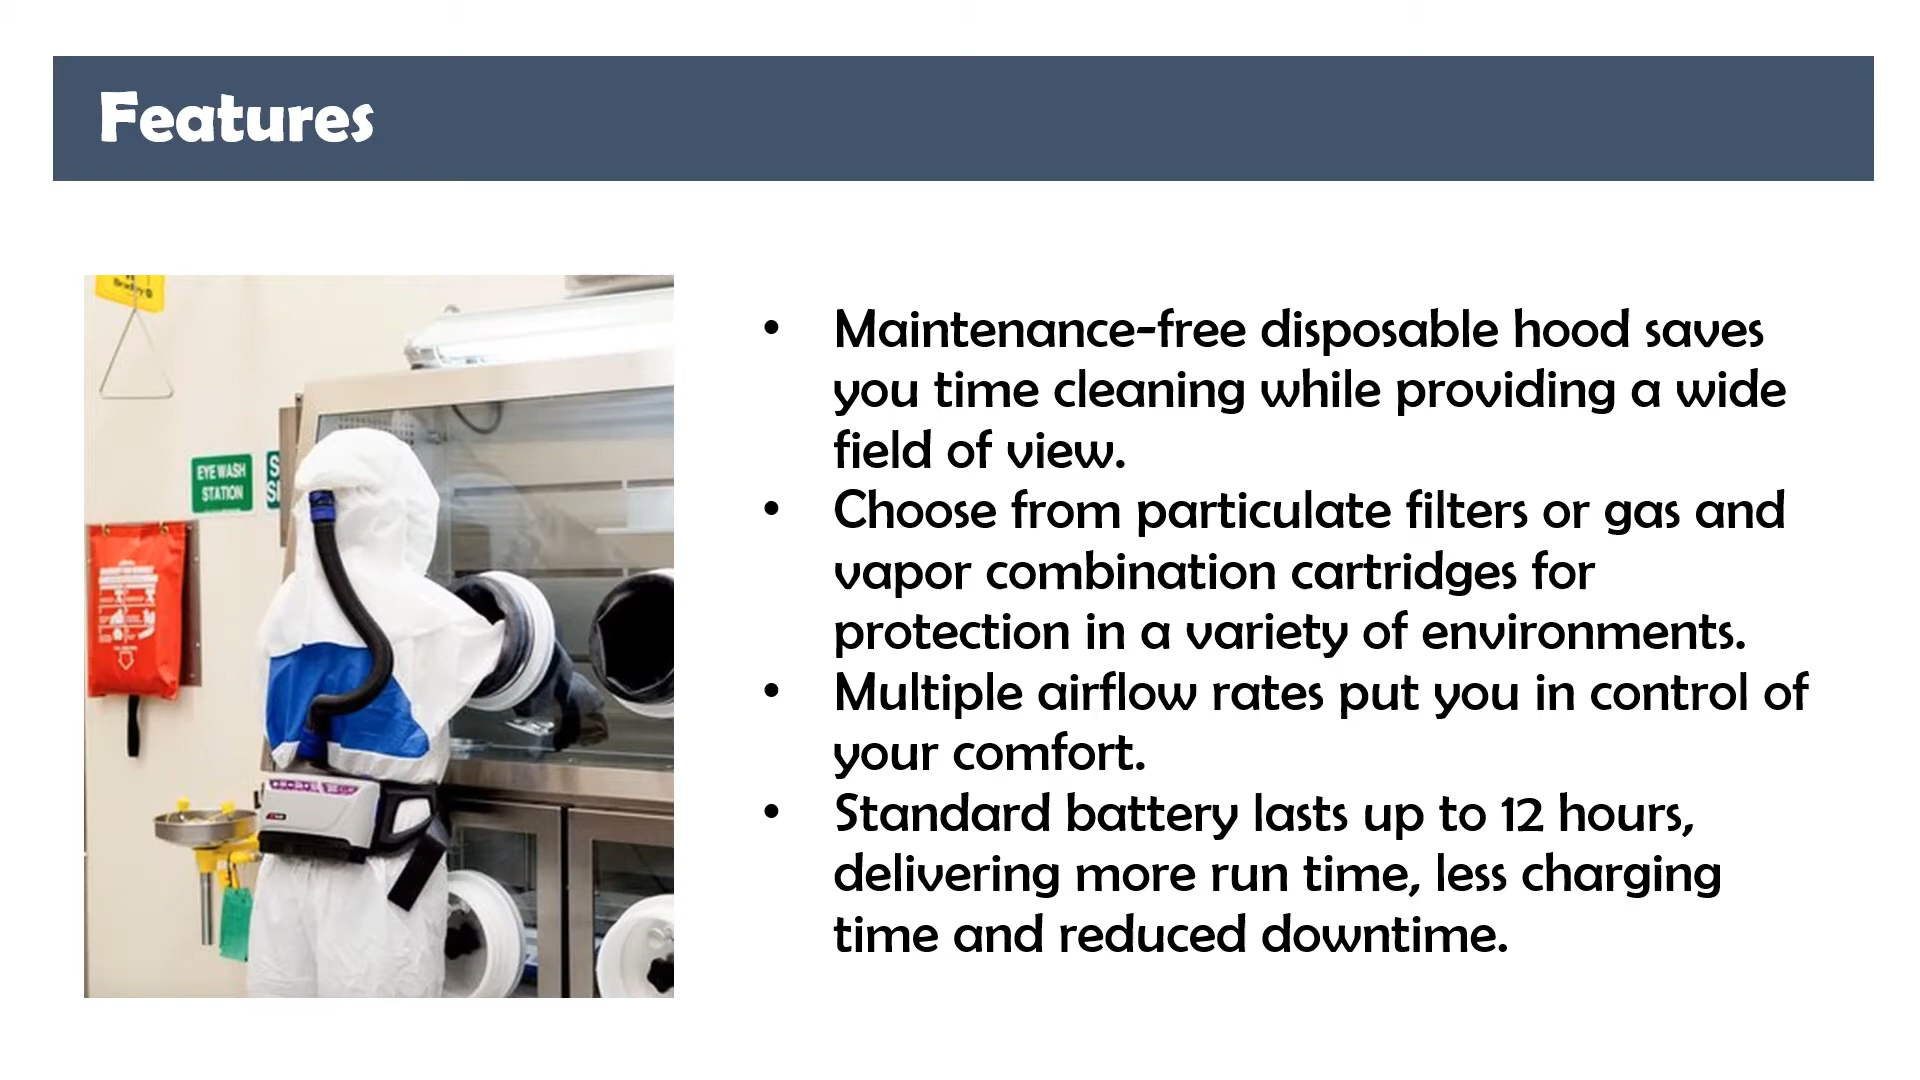 Features
Bradley
EYE WASH
STATION
S
S
• Maintenance-free disposable hood saves
you time cleaning while providing a wide
field of view.
• Choose from particulate filters or gas and
vapor combination cartridges for
protection in a variety of environments.
• Multiple airflow rates put you in control of
your comfort.
• Standard battery lasts up to 12 hours,
delivering more run time, less charging
time and reduced downtime.